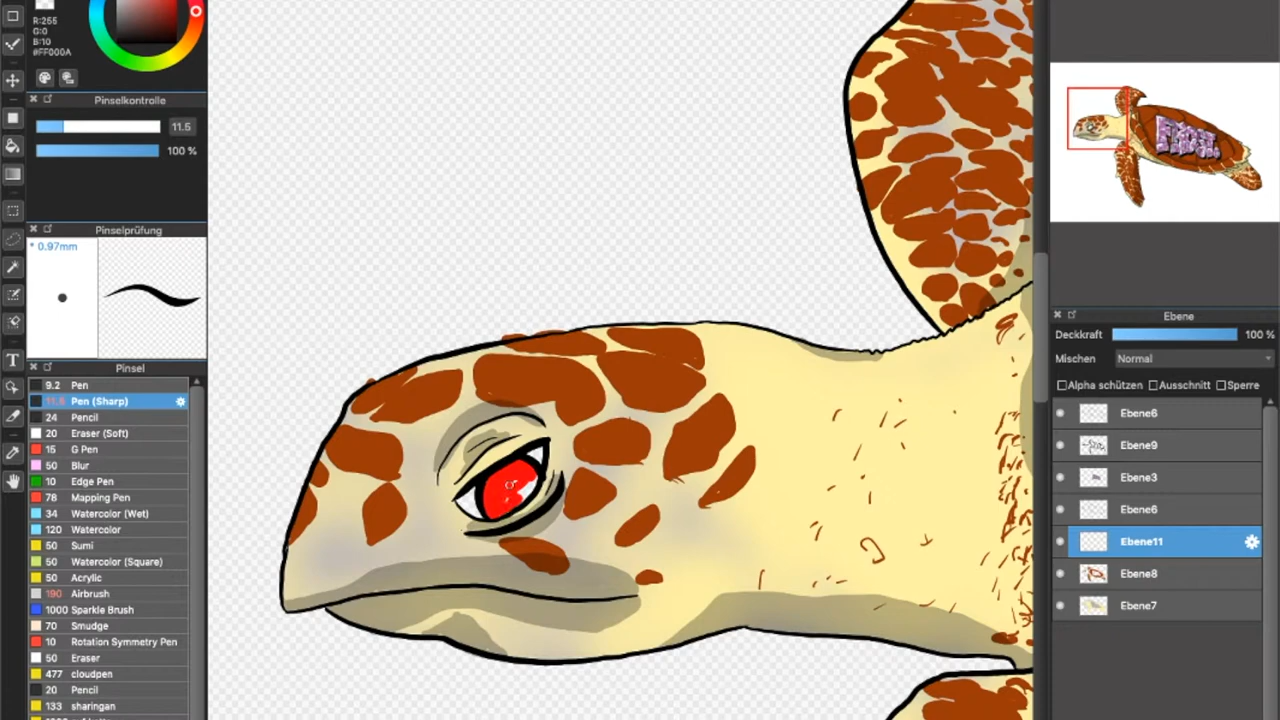 R:255
G:0
B:10
#FF000A
Pinselkontrolle
11.5
100 %
Pinselprüfung
* 0.97mm
Pinsel
9.2 Pen
11.5 Pen (Sharp)
24 Pencil
20 Eraser (Soft)
15 G Pen
50 Blur
10 Edge Pen
78 Mapping Pen
34 Watercolor (Wet)
120 Watercolor
50 Sumi
50 Watercolor (Square)
50 Acrylic
190 Airbrush
1000 Sparkle Brush
70 Smudge
10 Rotation Symmetry Pen
50 Eraser
477 cloudpen
20 Pencil
133 sharingan
T
Ebene
Deckkraft 100 %
Mischen Normal
Alpha schützen Ausschnitt Sperre
Ebene6
Ebene9
Ebene3
Ebene6
Ebene11
Ebene8
Ebene7